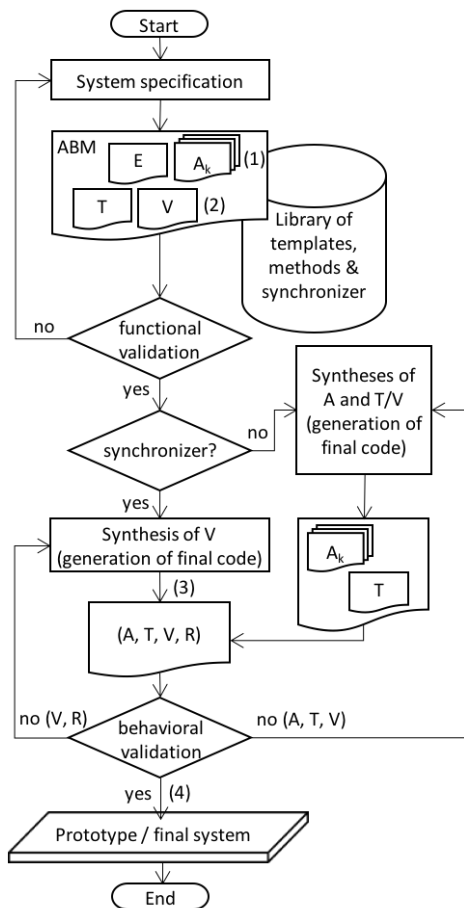 Start
System specification
ABM
E
Aₖ
(1)
T
V
(2)
Library of
templates,
methods &
synchronizer
no
functional
validation
yes
Syntheses of
A and T/V
(generation of
final code)
synchronizer?
no
yes
Synthesis of V
(generation of final code)
Aₖ
T
(3)
(A, T, V, R)
no (V, R)
behavioral
validation
no (A, T, V)
yes
(4)
Prototype / final system
End